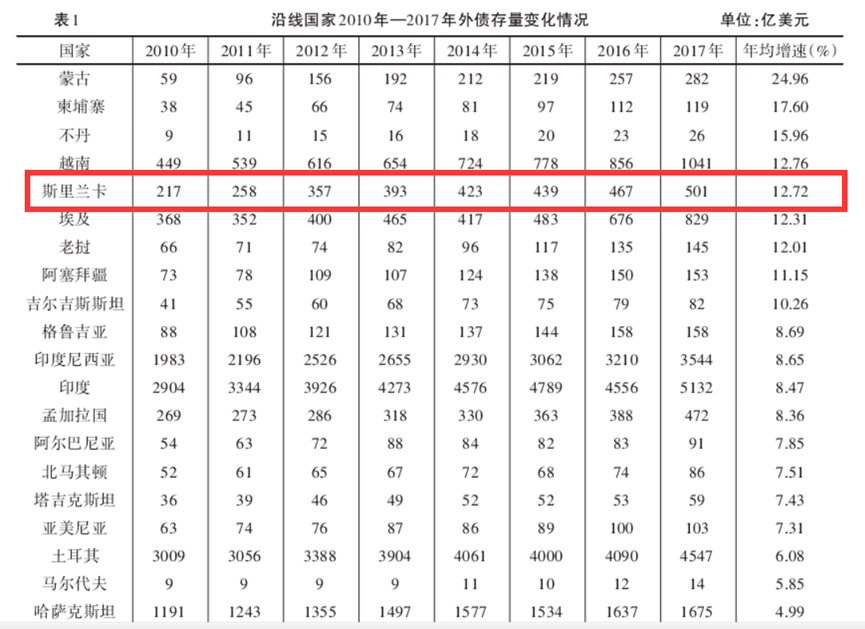 表1 沿线国家2010年—2017年外债存量变化情况 单位:亿美元
国家 2010年 2011年 2012年 2013年 2014年 2015年 2016年 2017年 年均增速(%)
蒙古 59 96 156 192 212 219 257 282 24.96
柬埔寨 38 45 66 74 81 97 112 119 17.60
不丹 9 11 15 16 18 20 23 26 15.96
越南 449 539 616 654 724 778 856 1041 12.76
斯里兰卡 217 258 357 393 423 439 467 501 12.72
埃及 368 352 400 465 417 483 676 829 12.31
老挝 66 71 74 82 96 117 135 145 12.01
阿塞拜疆 73 78 109 107 124 138 150 153 11.15
吉尔吉斯斯坦 41 55 60 68 73 75 79 82 10.26
格鲁吉亚 88 108 121 131 137 144 158 158 8.69
印度尼西亚 1983 2196 2526 2655 2930 3062 3210 3544 8.65
印度 2904 3344 3926 4273 4576 4789 4556 5132 8.47
孟加拉国 269 273 286 318 330 363 388 472 8.36
阿尔巴尼亚 54 63 72 88 84 82 83 91 7.85
北马其顿 52 61 65 67 72 68 74 86 7.51
塔吉克斯坦 36 39 46 49 52 52 53 59 7.43
亚美尼亚 63 74 76 87 86 89 100 103 7.31
土耳其 3009 3056 3388 3904 4061 4000 4090 4547 6.08
马尔代夫 9 9 9 9 11 10 12 14 5.85
哈萨克斯坦 1191 1243 1355 1497 1577 1534 1637 1675 4.99